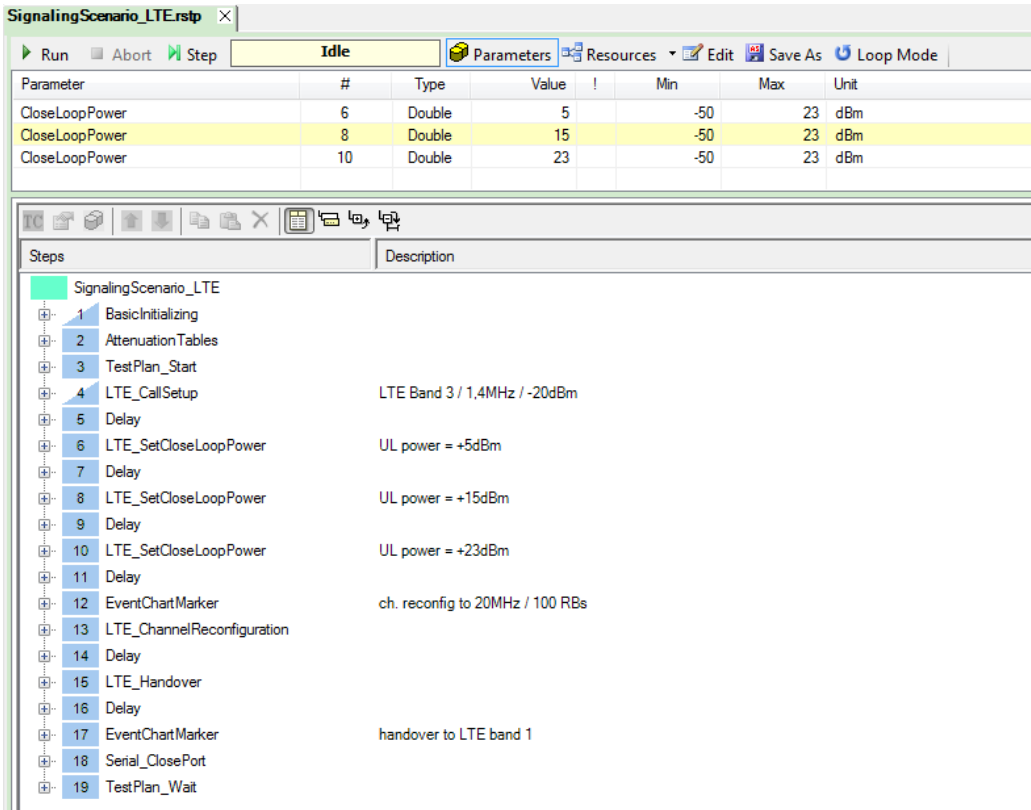 SignalingScenario_LTE.rstp X
Run Abort Step Idle Parameters Resources Edit Save As Loop Mode
Parameter # Type Value ! Min Max Unit
CloseLoopPower 6 Double 5 -50 23 dBm
CloseLoopPower 8 Double 15 -50 23 dBm
CloseLoopPower 10 Double 23 -50 23 dBm
TC
Steps Description
SignalingScenario_LTE
1 BasicInitializing
2 AttenuationTables
3 TestPlan_Start
4 LTE_CallSetup LTE Band 3 / 1,4MHz / -20dBm
5 Delay
6 LTE_SetCloseLoopPower UL power = +5dBm
7 Delay
8 LTE_SetCloseLoopPower UL power = +15dBm
9 Delay
10 LTE_SetCloseLoopPower UL power = +23dBm
11 Delay
12 EventChartMarker ch. reconfig to 20MHz / 100 RBs
13 LTE_ChannelReconfiguration
14 Delay
15 LTE_Handover
16 Delay
17 EventChartMarker handover to LTE band 1
18 Serial_ClosePort
19 TestPlan_Wait